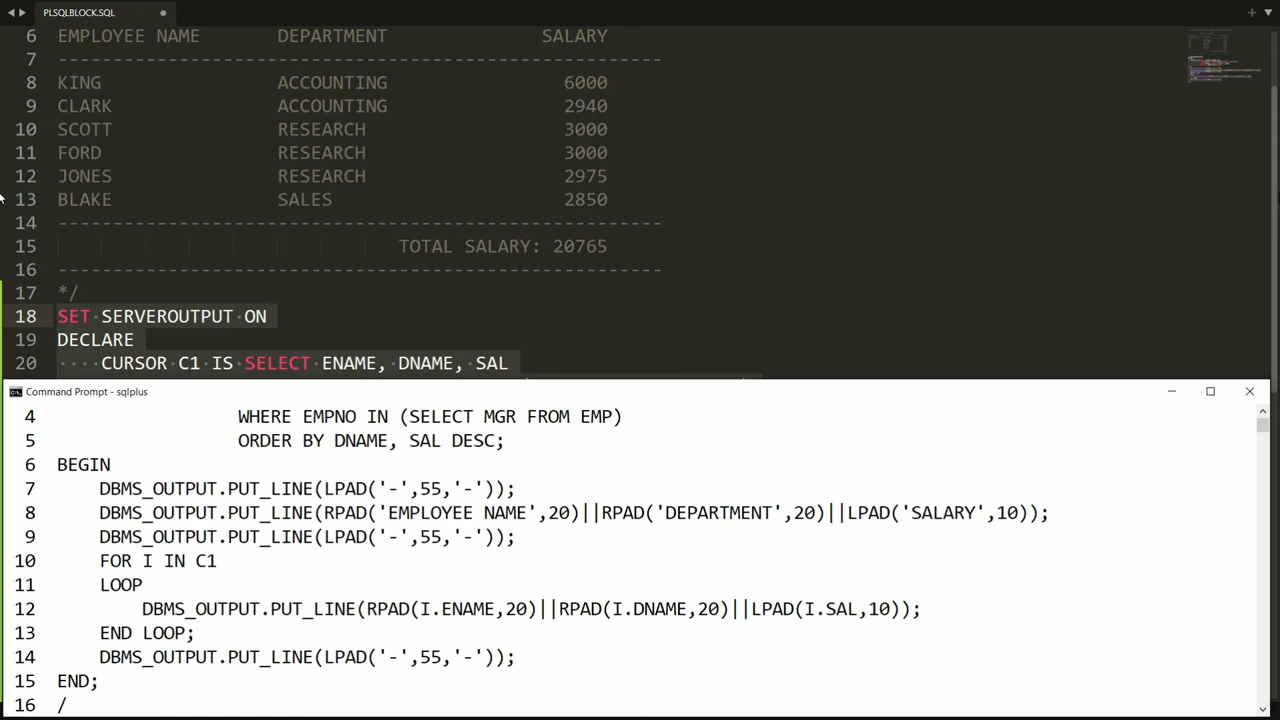 PLSQLBLOCK.SQL
6 EMPLOYEE NAME DEPARTMENT SALARY
7 -------------------------------------------------------
8 KING ACCOUNTING 6000
9 CLARK ACCOUNTING 2940
10 SCOTT RESEARCH 3000
11 FORD RESEARCH 3000
12 JONES RESEARCH 2975
13 BLAKE SALES 2850
14 -------------------------------------------------------
15 TOTAL SALARY: 20765
16 -------------------------------------------------------
17 */
18 SET SERVEROUTPUT ON
19 DECLARE
20 CURSOR C1 IS SELECT ENAME, DNAME, SAL
Command Prompt - sqlplus
4 WHERE EMPNO IN (SELECT MGR FROM EMP)
5 ORDER BY DNAME, SAL DESC;
6 BEGIN
7 DBMS_OUTPUT.PUT_LINE(LPAD('-',55,'-'));
8 DBMS_OUTPUT.PUT_LINE(RPAD('EMPLOYEE NAME',20)||RPAD('DEPARTMENT',20)||LPAD('SALARY',10));
9 DBMS_OUTPUT.PUT_LINE(LPAD('-',55,'-'));
10 FOR I IN C1
11 LOOP
12 DBMS_OUTPUT.PUT_LINE(RPAD(I.ENAME,20)||RPAD(I.DNAME,20)||LPAD(I.SAL,10));
13 END LOOP;
14 DBMS_OUTPUT.PUT_LINE(LPAD('-',55,'-'));
15 END;
16 /